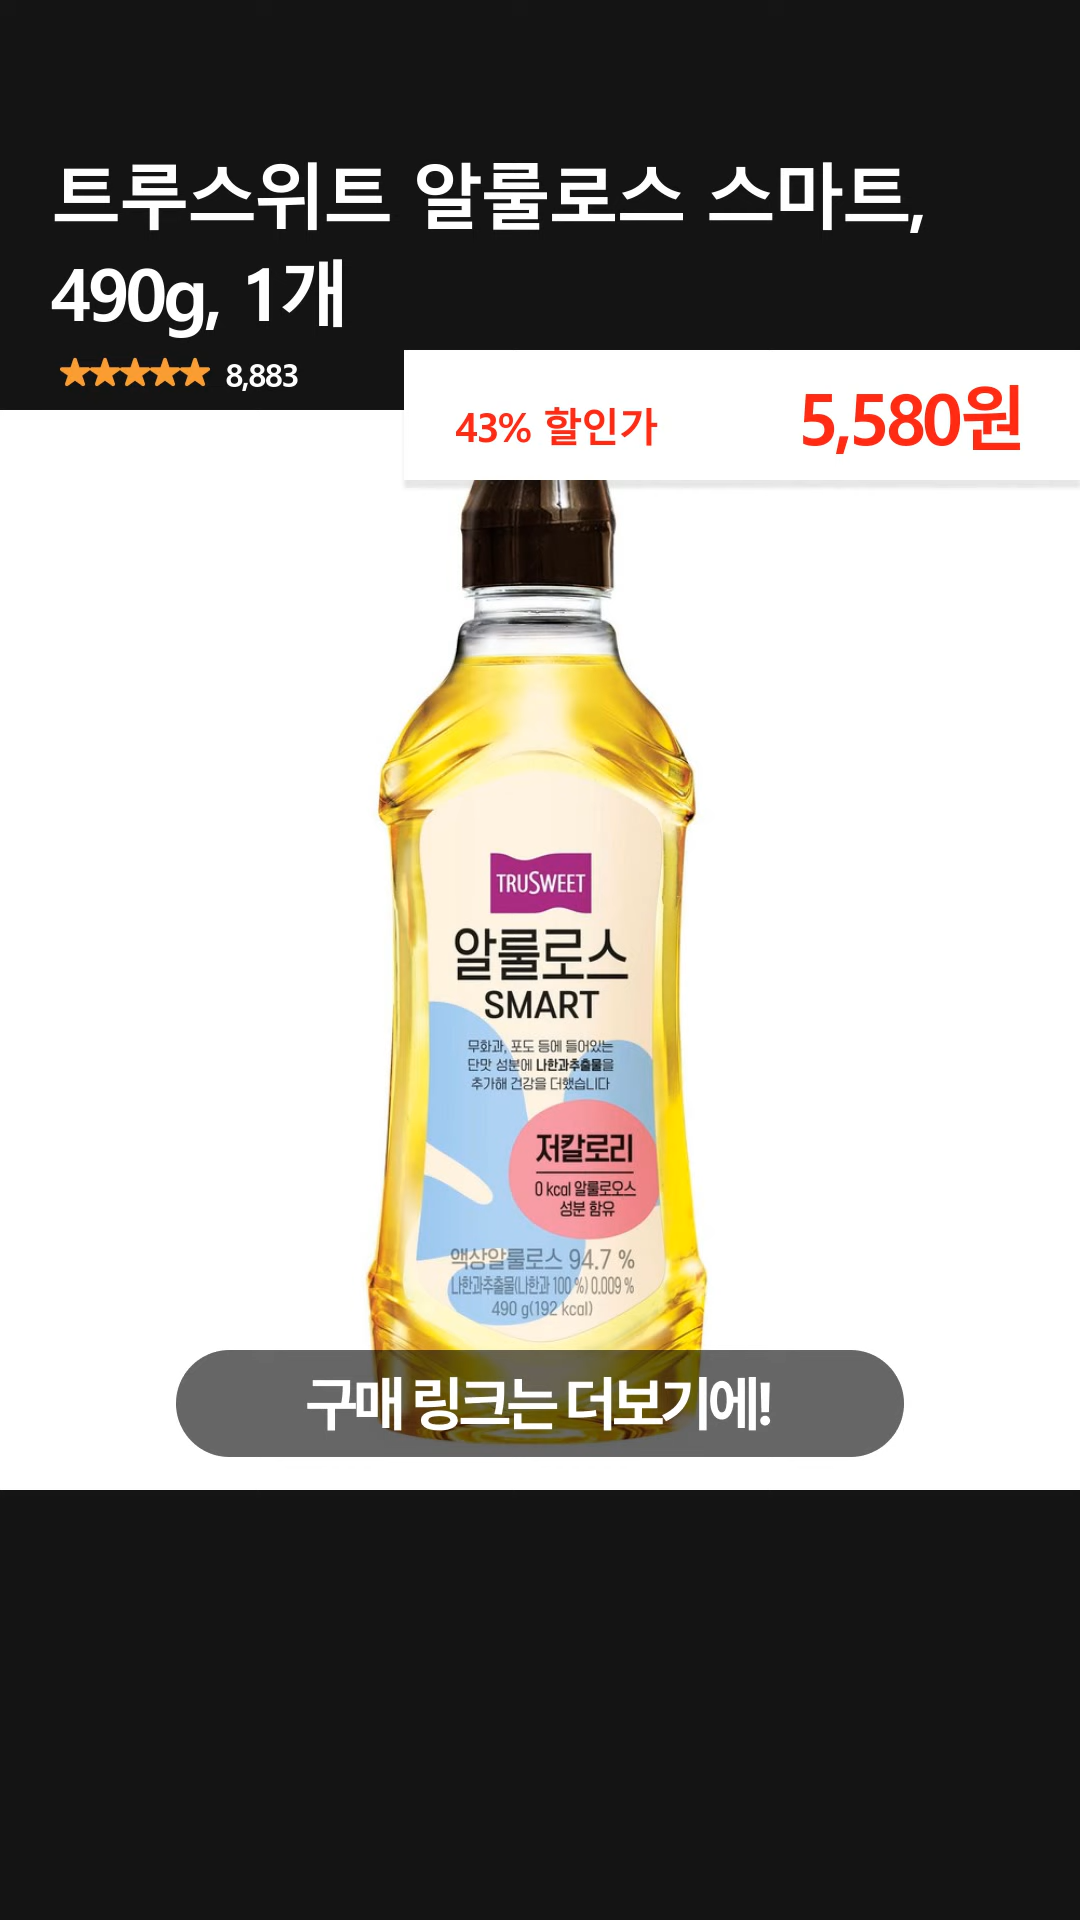 트루스위트 알룰로스 스마트,
490g, 1개
8,883
43% 할인가
5,580원
TRUSWEET
알룰로스
SMART
무화과, 포도 등에 들어있는
단맛 성분에 나한과추출물을
추가해 건강을 더했습니다
저칼로리
0 kcal 알룰로오스
성분 함유
액상알룰로스 94.7 %
나한과추출물(나한과 100 %) 0.009 %
490 g(192 kcal)
구매 링크는 더보기에!